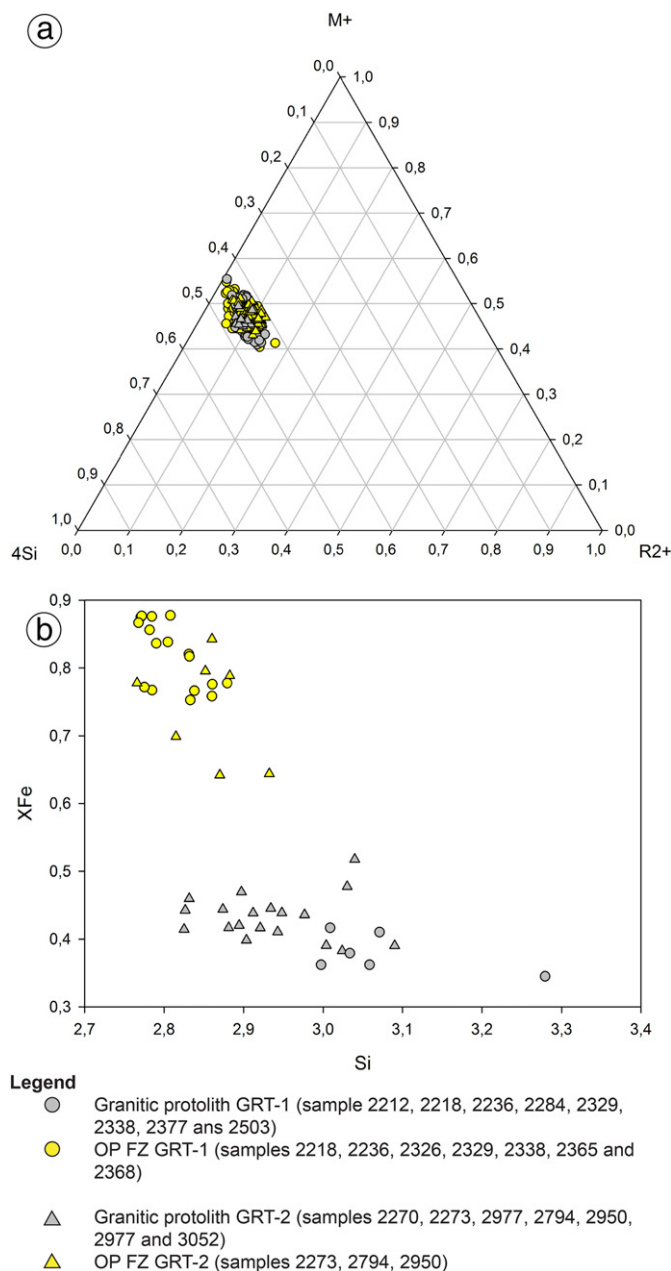 a
M+
0,0
1,0
0,1
0,9
0,2
0,8
0,3
0,7
0,4
0,6
0,5
0,5
0,6
0,4
0,7
0,3
0,8
0,2
0,9
0,1
1,0
0,0
4Si
0,0 0,1 0,2 0,3 0,4 0,5 0,6 0,7 0,8 0,9 1,0
R2+
b
0,9
0,8
0,7
0,6
0,5
0,4
0,3
XFe
2,7 2,8 2,9 3,0 3,1 3,2 3,3 3,4
Si
Legend
Granitic protolith GRT-1 (sample 2212, 2218, 2236, 2284, 2329,
2338, 2377 ans 2503)
OP FZ GRT-1 (samples 2218, 2236, 2326, 2329, 2338, 2365 and
2368)
Granitic protolith GRT-2 (samples 2270, 2273, 2977, 2794, 2950,
2977 and 3052)
OP FZ GRT-2 (samples 2273, 2794, 2950)